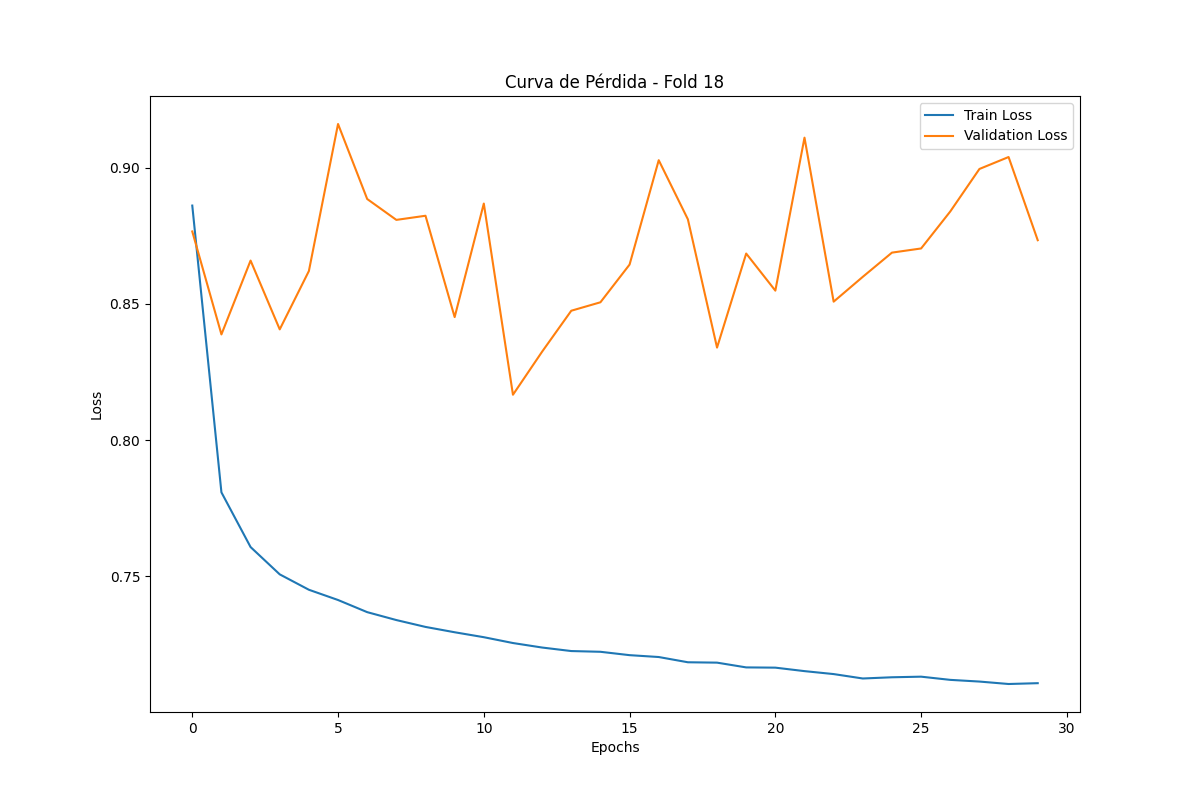 Curva de Pérdida - Fold 18
Train Loss
Validation Loss
0.90
0.85
0.80
0.75
Loss
0 5 10 15 20 25 30
Epochs